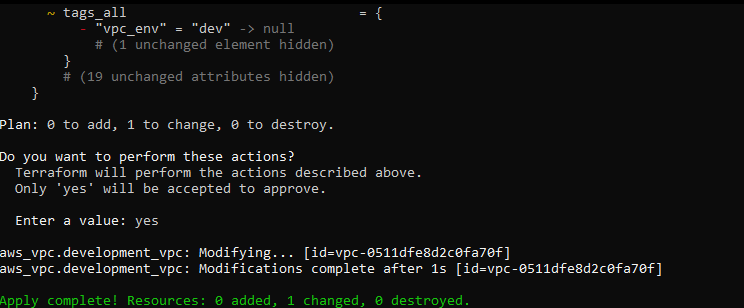 ~ tags_all = {
- "vpc_env" = "dev" -> null
# (1 unchanged element hidden)
}
# (19 unchanged attributes hidden)
}
Plan: 0 to add, 1 to change, 0 to destroy.
Do you want to perform these actions?
Terraform will perform the actions described above.
Only 'yes' will be accepted to approve.
Enter a value: yes
aws_vpc.development_vpc: Modifying... [id=vpc-0511dfe8d2c0fa70f]
aws_vpc.development_vpc: Modifications complete after 1s [id=vpc-0511dfe8d2c0fa70f]
Apply complete! Resources: 0 added, 1 changed, 0 destroyed.